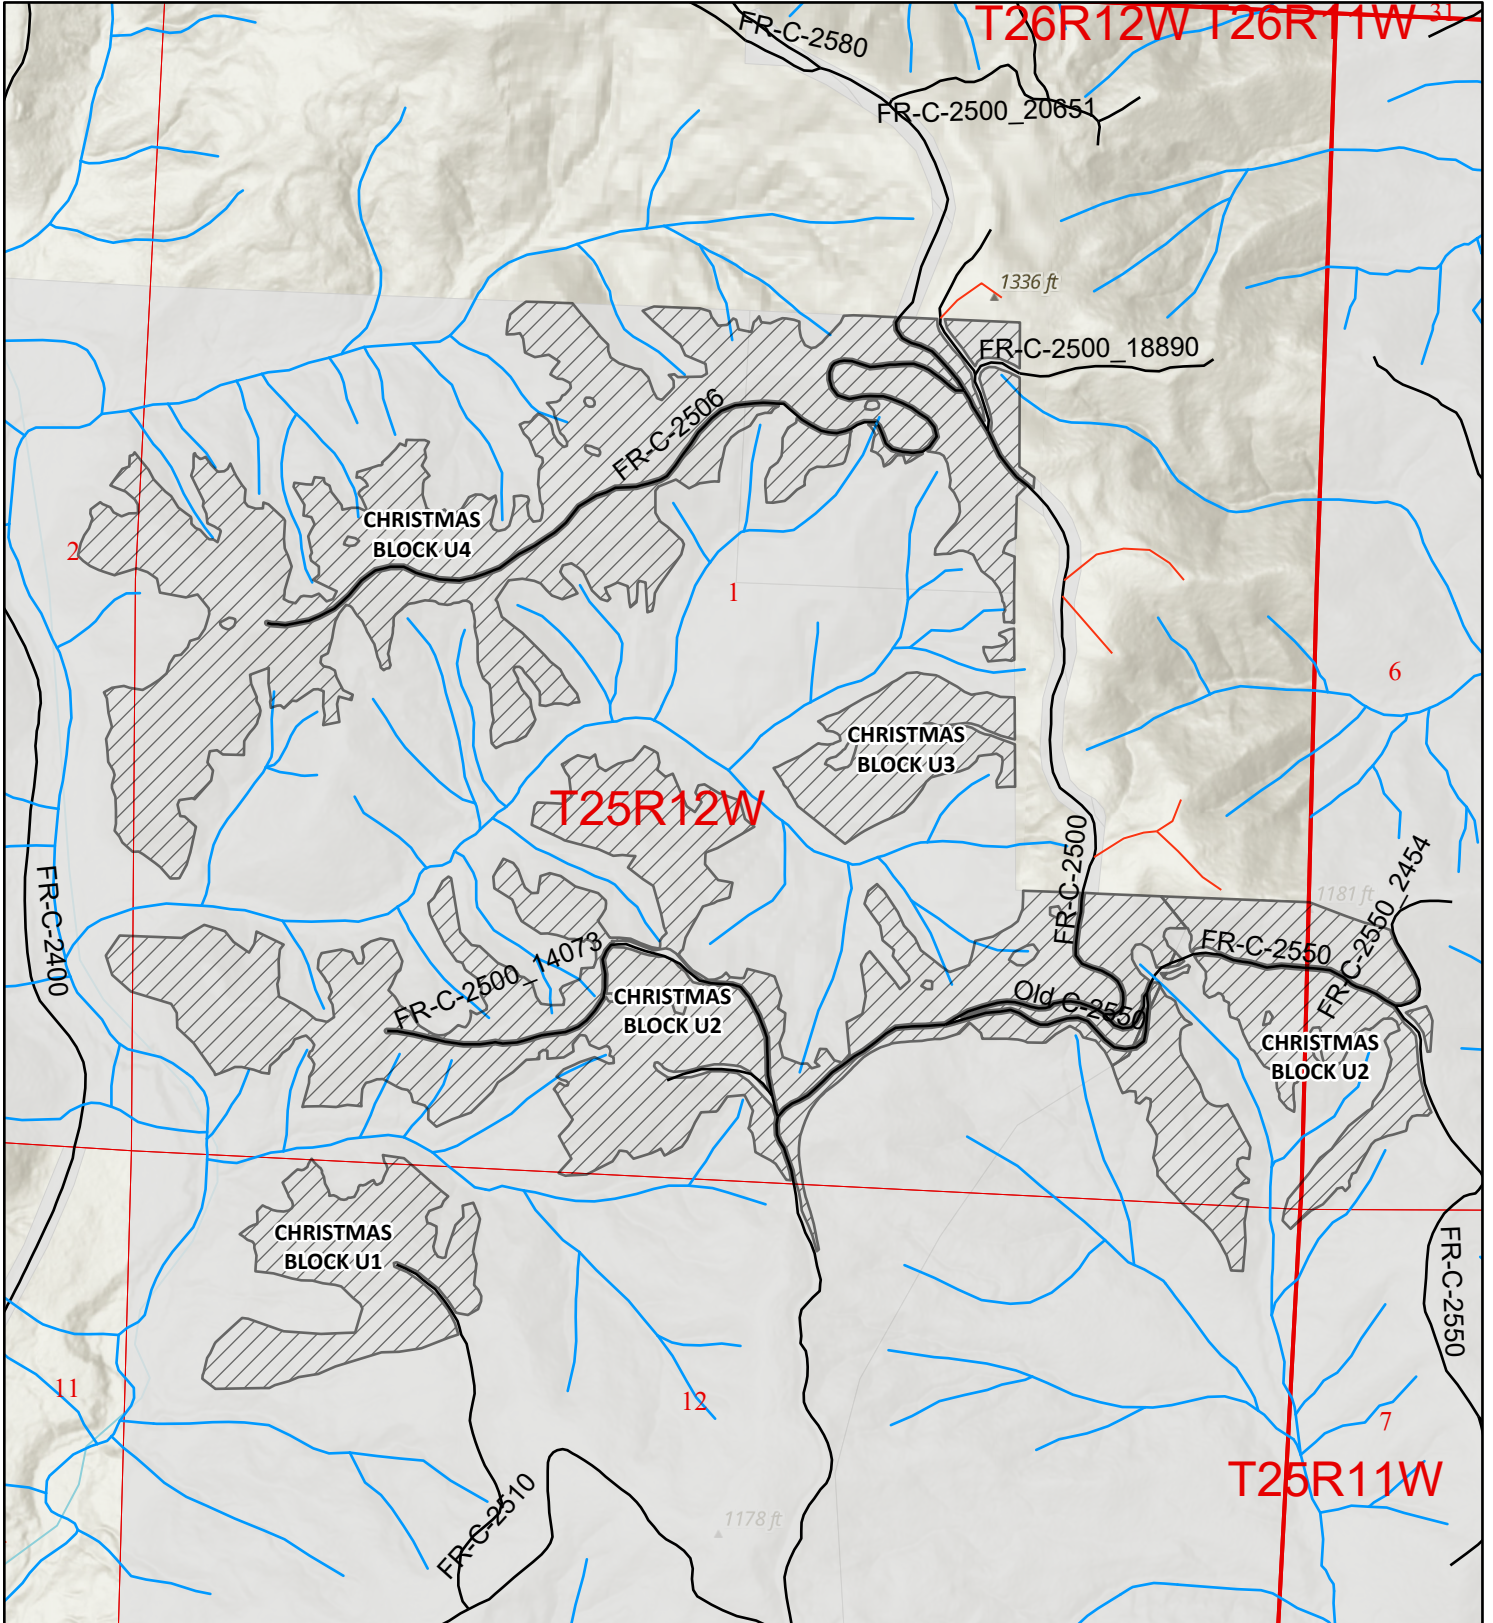 T26R12W T26R11W
31
FR-C-2580
FR-C-2500_20651
1336 ft
FR-C-2500_18890
FR-C-2506
CHRISTMAS
BLOCK U4
2
1
6
CHRISTMAS
BLOCK U3
T25R12W
FR-C-2500
FR-C-2400
1181 ft
FR-C-2550_2454
FR-C-2550
FR-C-2500_14073
CHRISTMAS
BLOCK U2
Old C-2550
CHRISTMAS
BLOCK U2
CHRISTMAS
BLOCK U1
FR-C-2550
11
12
7
T25R11W
FR-C-2510
1178 ft